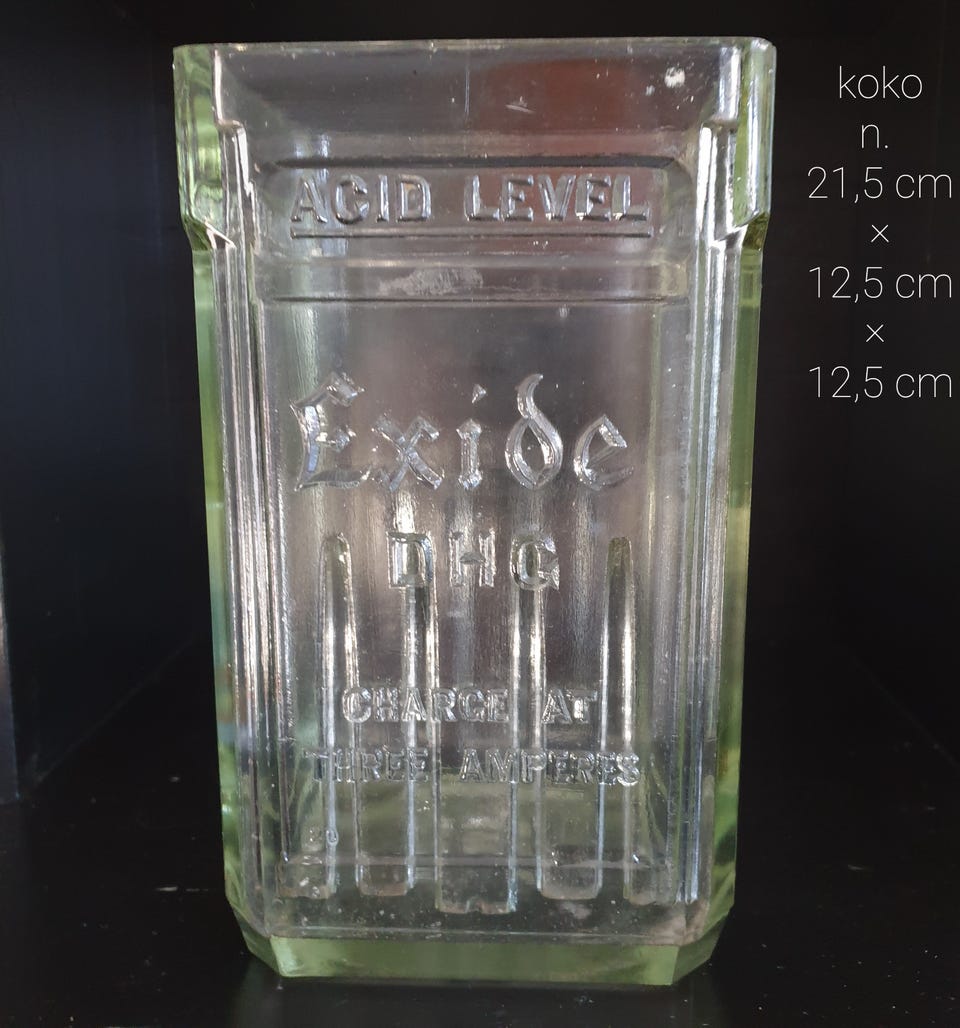 ACID LEVEL
Exide
DHG
CHARGE AT
THREE AMPERES
koko
n.
21,5 cm
×
12,5 cm
×
12,5 cm